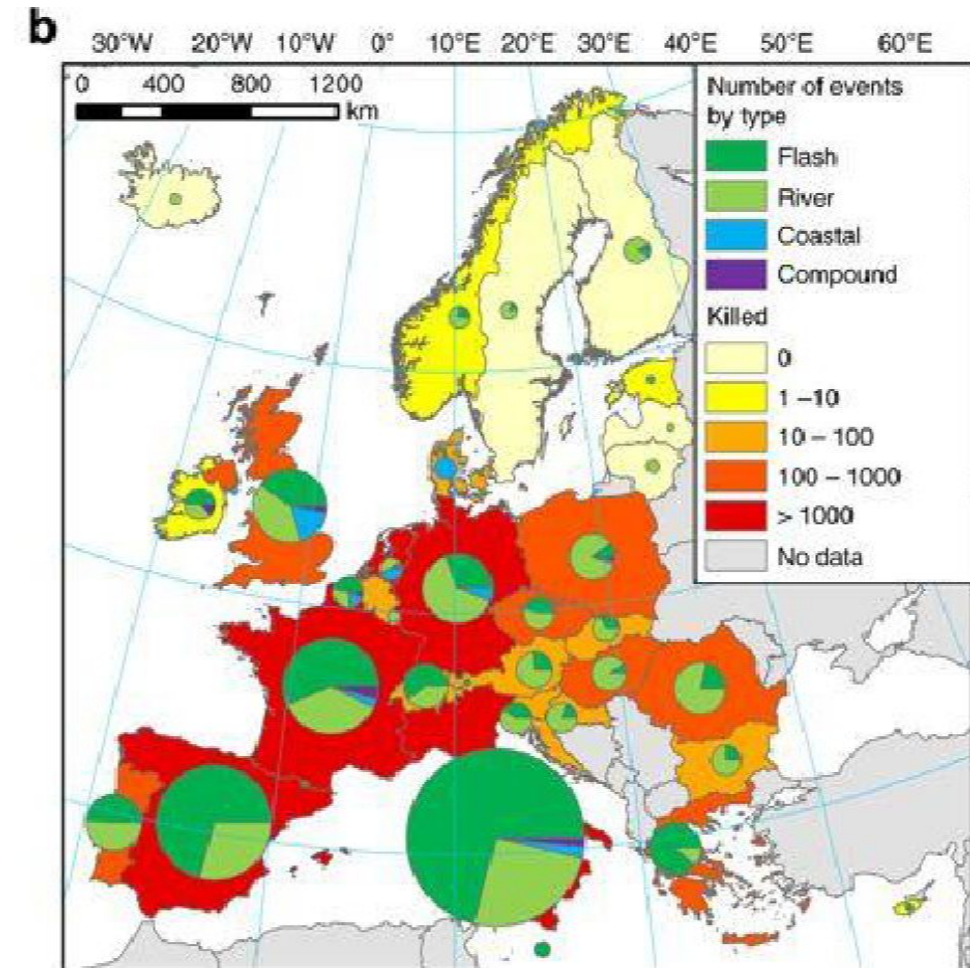 b
30°W 20°W 10°W 0° 10°E 20°E 30°E 40°E 50°E 60°E
0 400 800 1200
km
Number of events
by type
Flash
River
Coastal
Compound
Killed
0
1 –10
10 – 100
100 – 1000
> 1000
No data